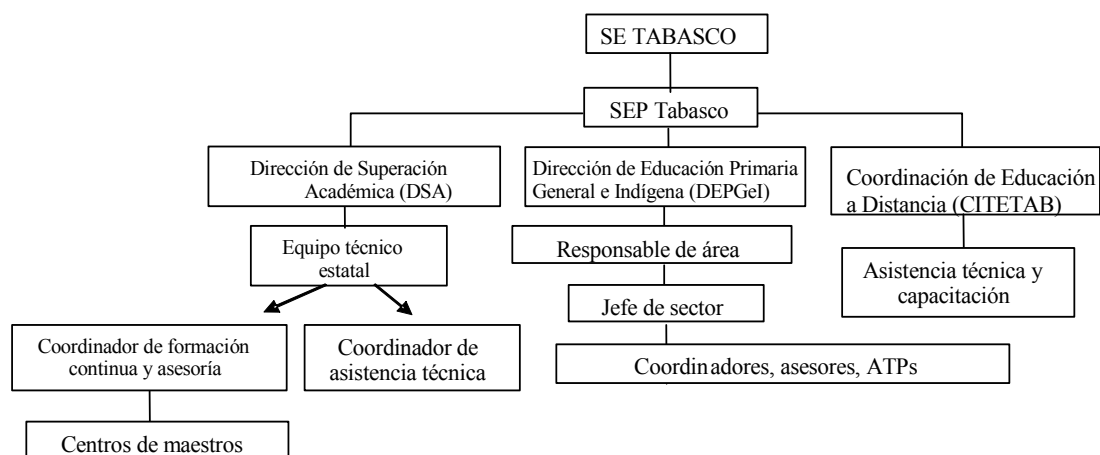 SE TABASCO
SEP Tabasco
Dirección de Superación
Académica (DSA)
Dirección de Educación Primaria
General e Indígena (DEPGeI)
Coordinación de Educación
a Distancia (CITETAB)
Equipo técnico
estatal
Responsable de área
Asistencia técnica y
capacitación
Jefe de sector
Coordinador de formación
continua y asesoría
Coordinador de
asistencia técnica
Coordinadores, asesores, ATPs
Centros de maestros